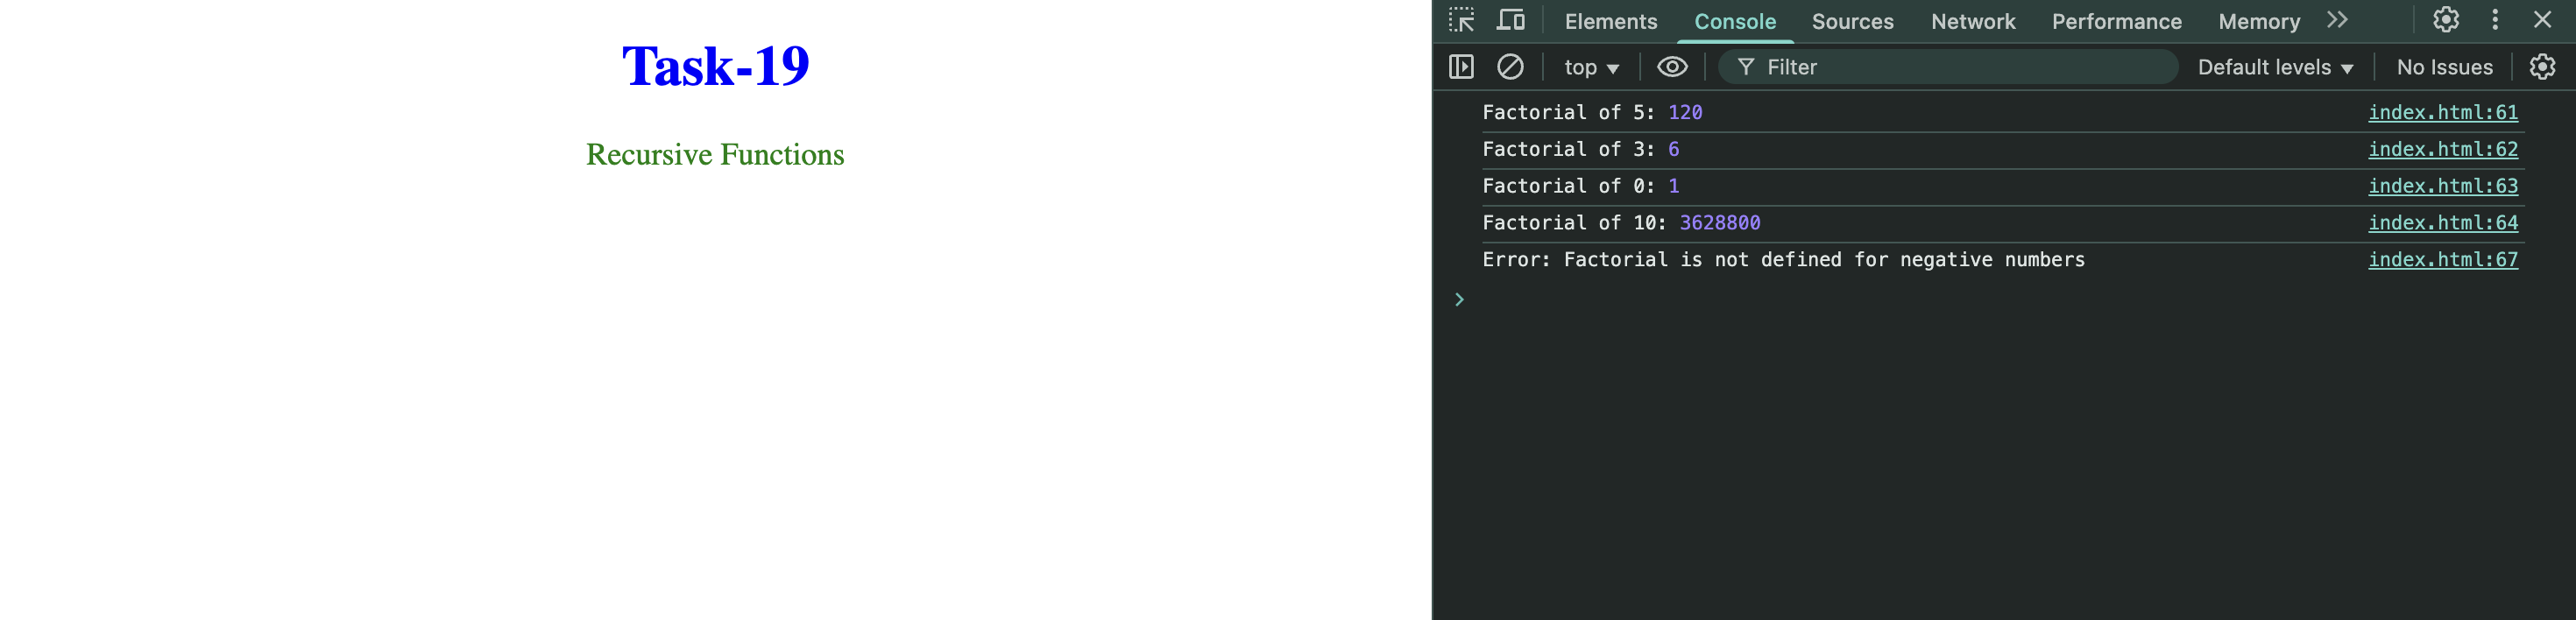 Task-19
Recursive Functions
Elements Console Sources Network Performance Memory
top Filter Default levels No Issues
Factorial of 5: 120 index.html:61
Factorial of 3: 6 index.html:62
Factorial of 0: 1 index.html:63
Factorial of 10: 3628800 index.html:64
Error: Factorial is not defined for negative numbers index.html:67